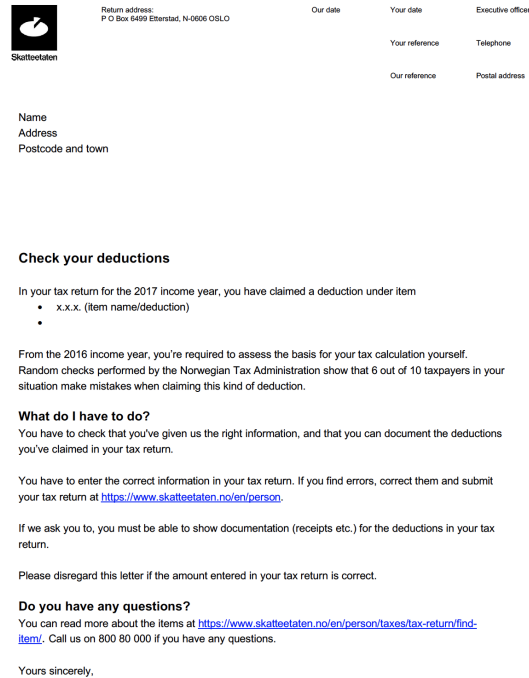 Skatteetaten
Return address:
P O Box 6499 Etterstad, N-0606 OSLO
Our date
Your date
Executive officer
Your reference
Telephone
Our reference
Postal address
Name
Address
Postcode and town
Check your deductions
In your tax return for the 2017 income year, you have claimed a deduction under item
• x.x.x. (item name/deduction)
•
From the 2016 income year, you're required to assess the basis for your tax calculation yourself.
Random checks performed by the Norwegian Tax Administration show that 6 out of 10 taxpayers in your
situation make mistakes when claiming this kind of deduction.
What do I have to do?
You have to check that you've given us the right information, and that you can document the deductions
you've claimed in your tax return.
You have to enter the correct information in your tax return. If you find errors, correct them and submit
your tax return at https://www.skatteetaten.no/en/person.
If we ask you to, you must be able to show documentation (receipts etc.) for the deductions in your tax
return.
Please disregard this letter if the amount entered in your tax return is correct.
Do you have any questions?
You can read more about the items at https://www.skatteetaten.no/en/person/taxes/tax-return/find-
item/. Call us on 800 80 000 if you have any questions.
Yours sincerely,